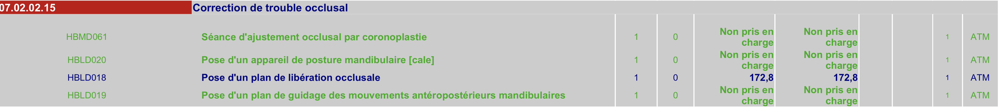 07.02.02.15 Correction de trouble occlusal
HBMD061 Séance d'ajustement occlusal par coronoplastie 1 0 Non pris en charge Non pris en charge 1 ATM
HBLD020 Pose d'un appareil de posture mandibulaire [cale] 1 0 Non pris en charge Non pris en charge 1 ATM
HBLD018 Pose d'un plan de libération occlusale 1 0 172,8 172,8 1 ATM
HBLD019 Pose d'un plan de guidage des mouvements antéropostérieurs mandibulaires 1 0 Non pris en charge Non pris en charge 1 ATM